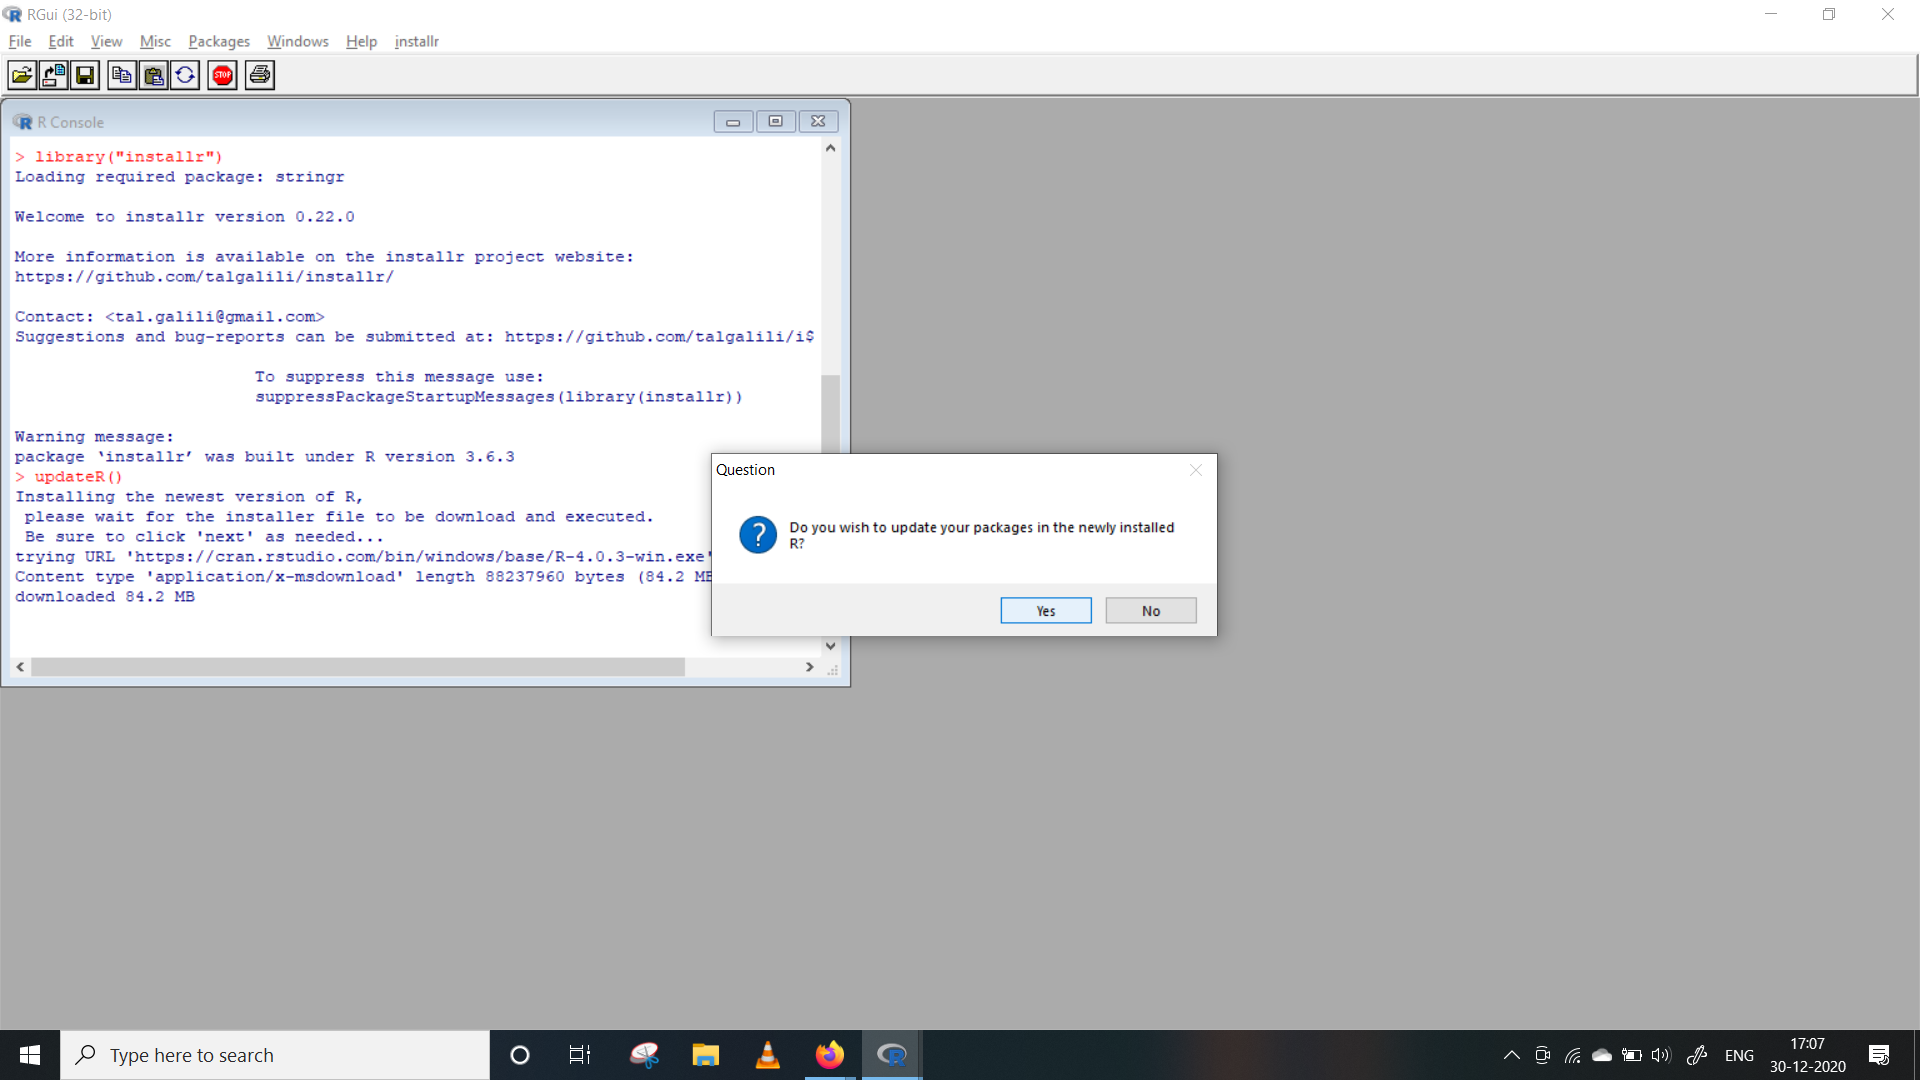 RGui (32-bit)
File Edit View Misc Packages Windows Help installr
STOP
R Console
> library("installr")
Loading required package: stringr
Welcome to installr version 0.22.0
More information is available on the installr project website:
https://github.com/talgalili/installr/
Contact: <tal.galili@gmail.com>
Suggestions and bug-reports can be submitted at: https://github.com/talgalili/i$
To suppress this message use:
suppressPackageStartupMessages(library(installr))
Warning message:
package ‘installr’ was built under R version 3.6.3
> updateR()
Installing the newest version of R,
please wait for the installer file to be download and executed.
Be sure to click 'next' as needed...
trying URL 'https://cran.rstudio.com/bin/windows/base/R-4.0.3-win.exe'
Content type 'application/x-msdownload' length 88237960 bytes (84.2 MB
downloaded 84.2 MB
Question
Do you wish to update your packages in the newly installed
R?
Yes No
Type here to search
ENG
17:07
30-12-2020